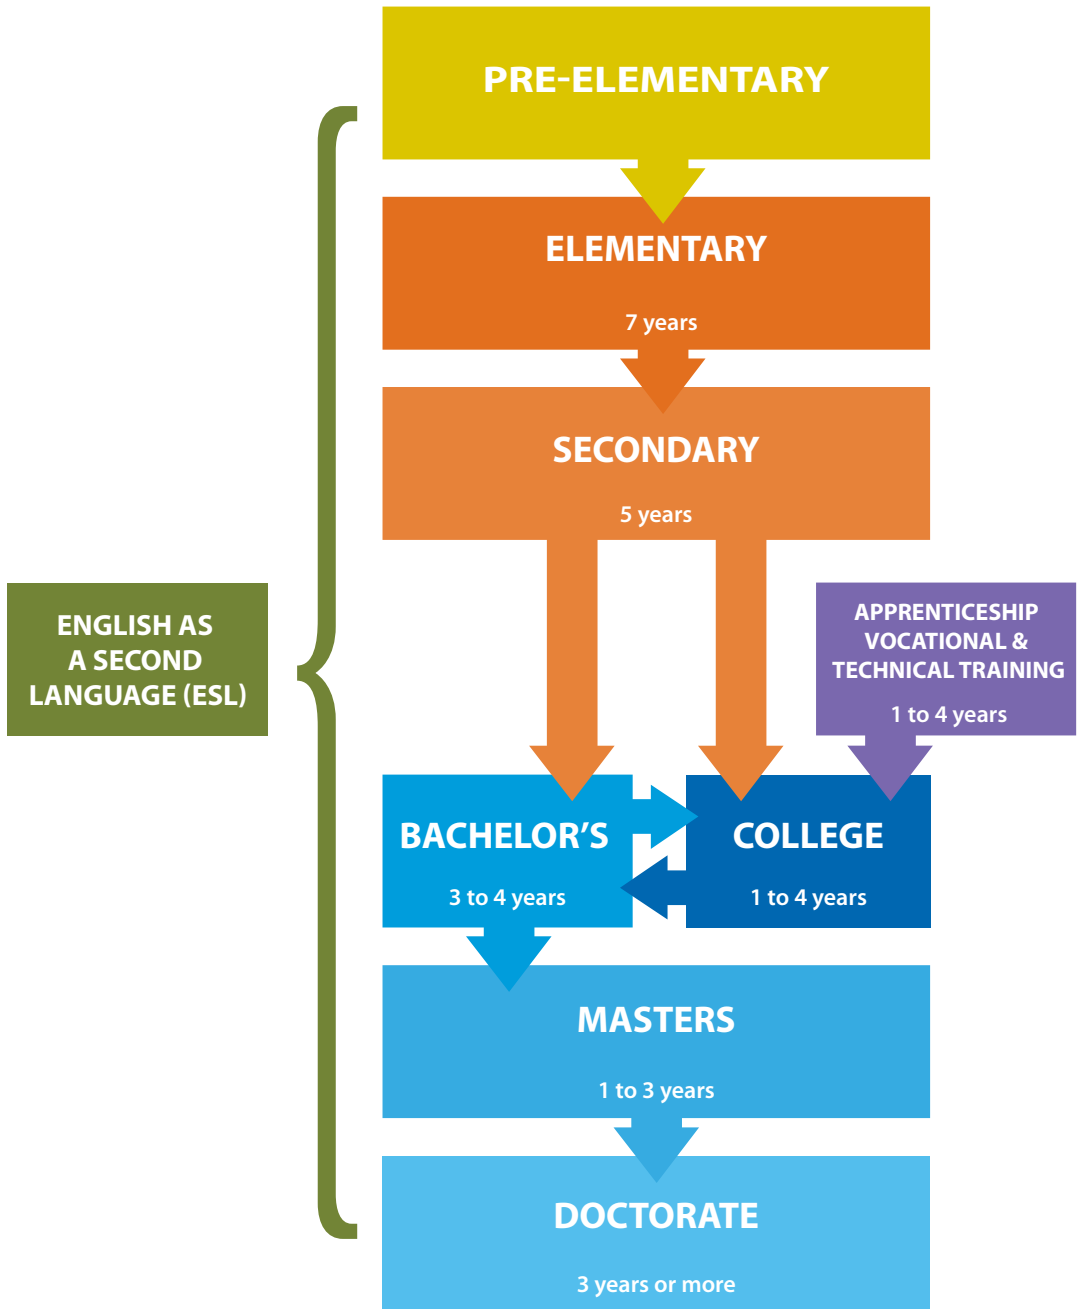 PRE-ELEMENTARY
ELEMENTARY
7 years
SECONDARY
5 years
ENGLISH AS
A SECOND
LANGUAGE (ESL)
APPRENTICESHIP
VOCATIONAL &
TECHNICAL TRAINING
1 to 4 years
BACHELOR’S
3 to 4 years
COLLEGE
1 to 4 years
MASTERS
1 to 3 years
DOCTORATE
3 years or more